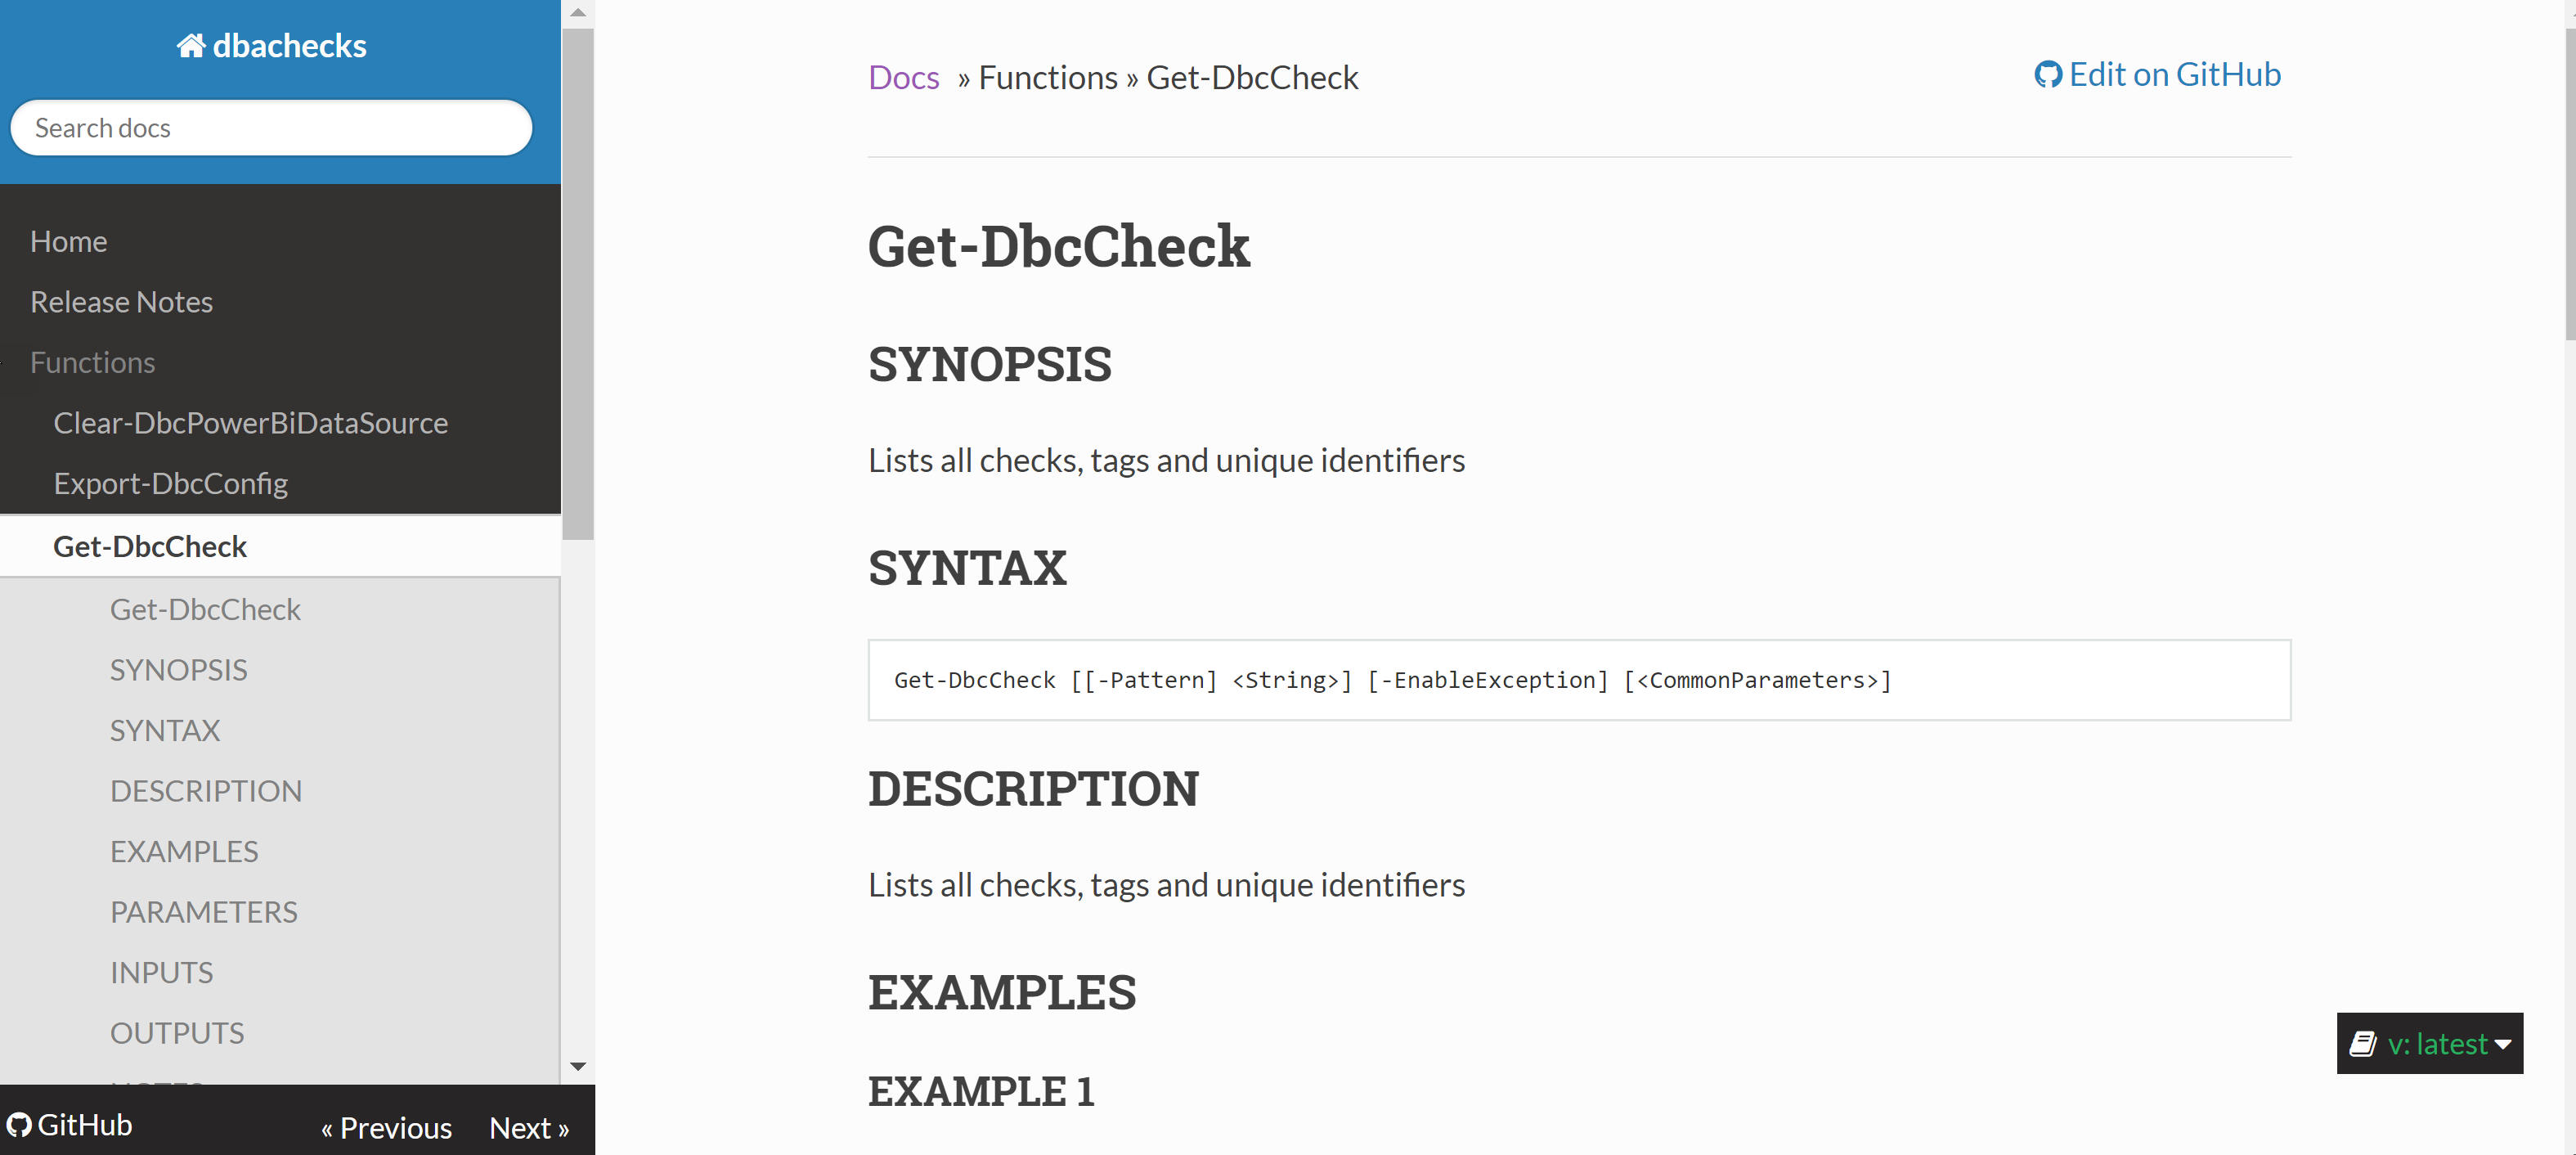 dbachecks
Search docs
Home
Release Notes
Functions
Clear-DbcPowerBiDataSource
Export-DbcConfig
Get-DbcCheck
Get-DbcCheck
SYNOPSIS
SYNTAX
DESCRIPTION
EXAMPLES
PARAMETERS
INPUTS
OUTPUTS
GitHub
« Previous
Next »
Docs » Functions » Get-DbcCheck
Edit on GitHub
Get-DbcCheck
SYNOPSIS
Lists all checks, tags and unique identifiers
SYNTAX
Get-DbcCheck [[-Pattern] <String>] [-EnableException] [<CommonParameters>]
DESCRIPTION
Lists all checks, tags and unique identifiers
EXAMPLES
EXAMPLE 1
v: latest